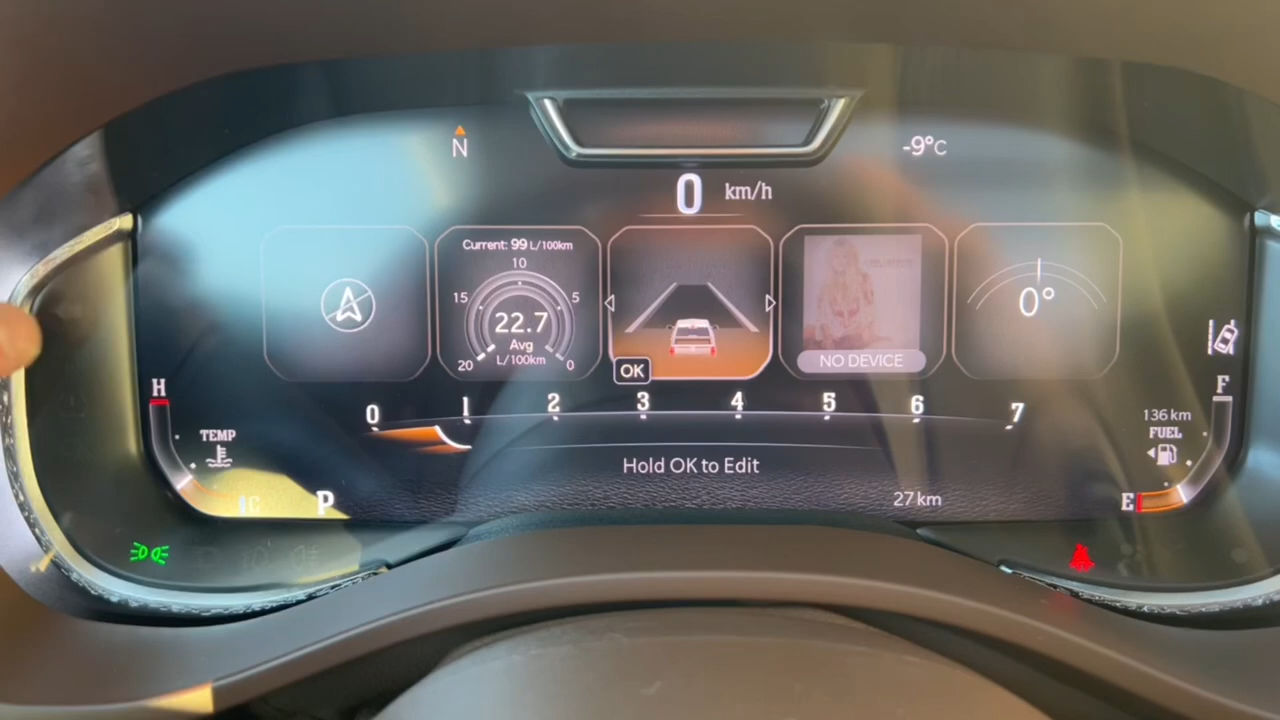 N
-9°C
0 km/h
Current: 99 L/100km
10
15
5
22.7
Avg
L/100km
20
0
OK
NO DEVICE
0°
H
TEMP
C
P
0
1
2
3
4
5
6
7
Hold OK to Edit
27 km
136 km
FUEL
F
E